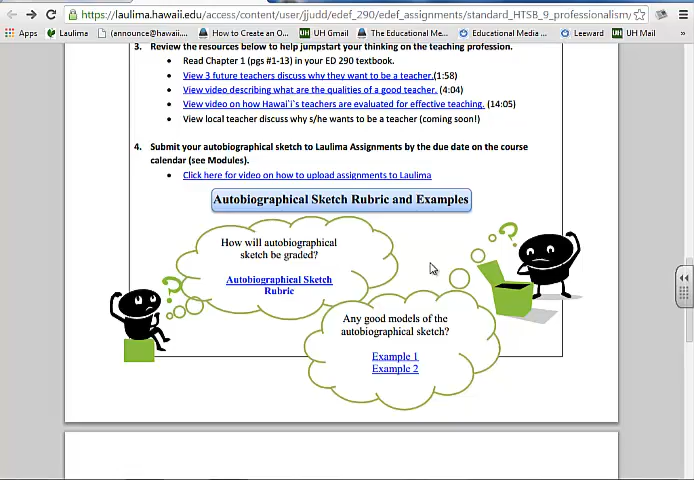 https://laulima.hawaii.edu/access/content/user/jjudd/edef_290/edef_assignments/standard_HTSB_9_professionalism
Apps Laulima (announce@hawaii.... How to Create an O... UH Gmail The Educational Me... Educational Media ... Leeward UH Mail
3. Review the resources below to help jumpstart your thinking on the teaching profession.
• Read Chapter 1 (pgs #1-13) in your ED 290 textbook.
• View 3 future teachers discuss why they want to be a teacher.(1:58)
• View video describing what are the qualities of a good teacher. (4:04)
• View video on how Hawai`i`s teachers are evaluated for effective teaching. (14:05)
• View local teacher discuss why s/he wants to be a teacher (coming soon!)
4. Submit your autobiographical sketch to Laulima Assignments by the due date on the course
calendar (see Modules).
• Click here for video on how to upload assignments to Laulima
Autobiographical Sketch Rubric and Examples
How will autobiographical
sketch be graded?
Autobiographical Sketch
Rubric
Any good models of the
autobiographical sketch?
Example 1
Example 2